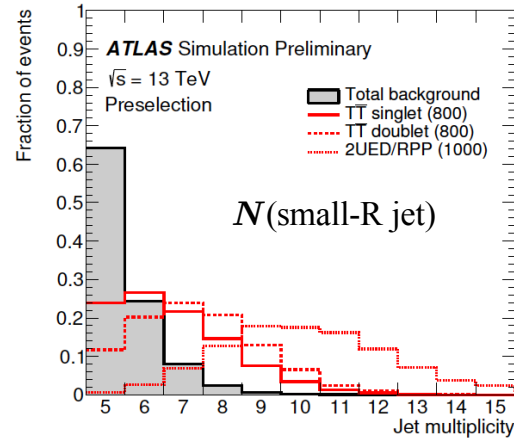 Fraction of events
1
0.9
0.8
0.7
0.6
0.5
0.4
0.3
0.2
0.1
0
ATLAS Simulation Preliminary
√s = 13 TeV
Preselection
Total background
TT̄ singlet (800)
TT̄ doublet (800)
2UED/RPP (1000)
N(small-R jet)
5 6 7 8 9 10 11 12 13 14 15
Jet multiplicity